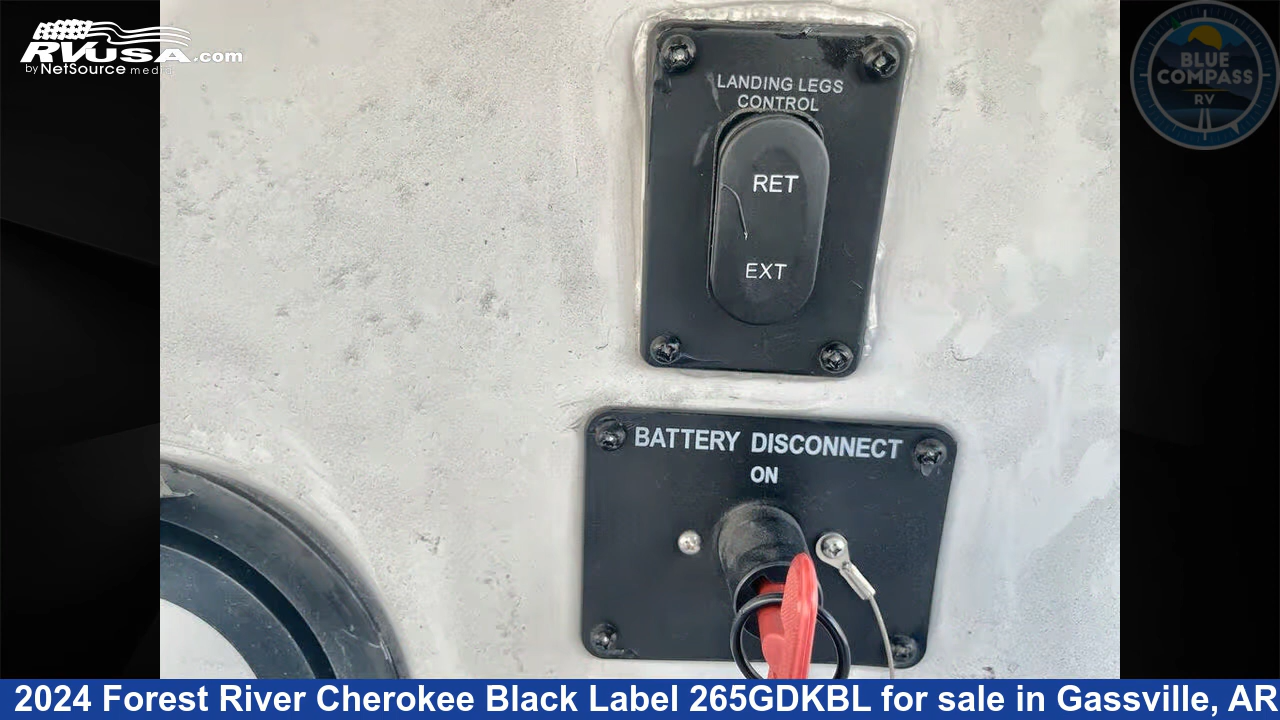 RVUSA.com
by NetSource media
BLUE
COMPASS
RV
LANDING LEGS
CONTROL
RET
EXT
BATTERY DISCONNECT
ON
2024 Forest River Cherokee Black Label 265GDKBL for sale in Gassville, AR